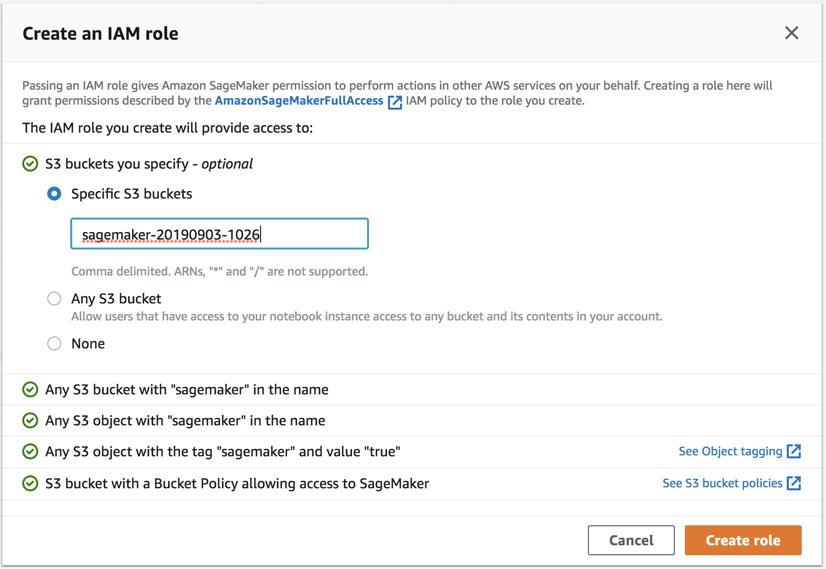 Create an IAM role
Passing an IAM role gives Amazon SageMaker permission to perform actions in other AWS services on your behalf. Creating a role here will
grant permissions described by the AmazonSageMakerFullAccess IAM policy to the role you create.
The IAM role you create will provide access to:
S3 buckets you specify - optional
Specific S3 buckets
sagemaker-20190903-1026
Comma delimited. ARNs, "*" and "/" are not supported.
Any S3 bucket
Allow users that have access to your notebook instance access to any bucket and its contents in your account.
None
Any S3 bucket with "sagemaker" in the name
Any S3 object with "sagemaker" in the name
Any S3 object with the tag "sagemaker" and value "true" See Object tagging
S3 bucket with a Bucket Policy allowing access to SageMaker See S3 bucket policies
Cancel Create role